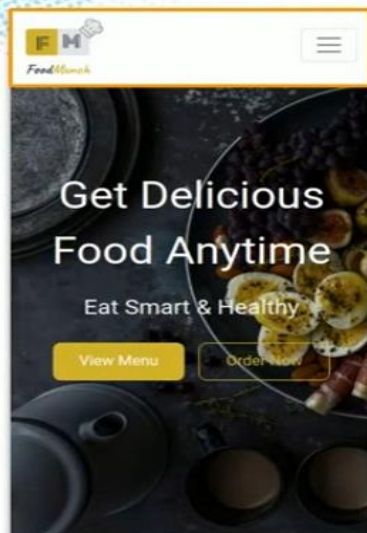 F M
FoodMunch
Get Delicious
Food Anytime
Eat Smart & Healthy
View Menu Order Now